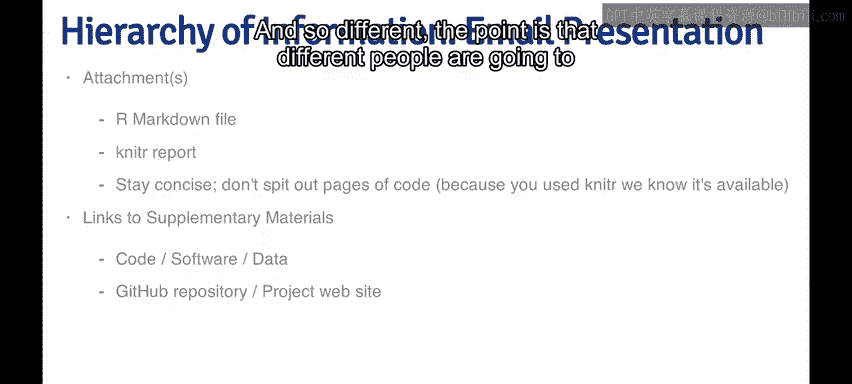 Hierarchy of Information: Email Presentation
And so different, the point is that
different people are going to
· Attachment(s)
- R Markdown file
- knitr report
- Stay concise; don't spit out pages of code (because you used knitr we know it's available)
· Links to Supplementary Materials
- Code / Software / Data
- GitHub repository / Project web site